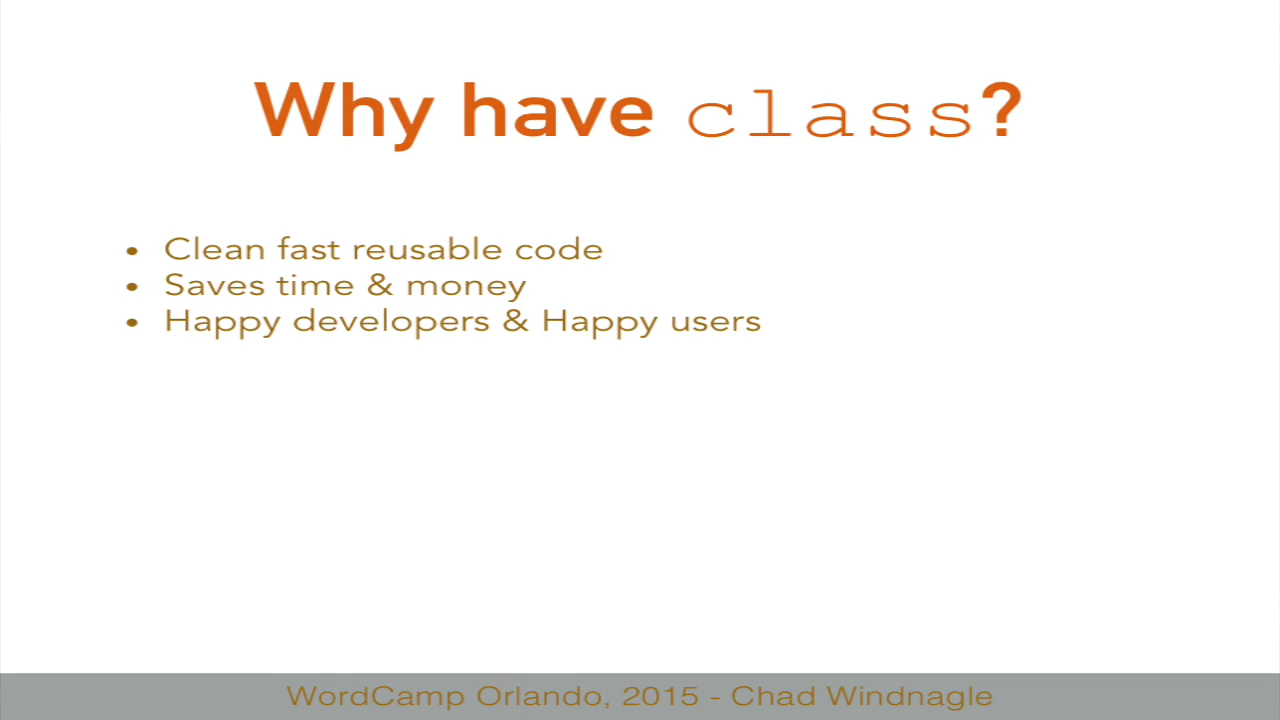 Why have class?
• Clean fast reusable code
• Saves time & money
• Happy developers & Happy users
WordCamp Orlando, 2015 - Chad Windnagle